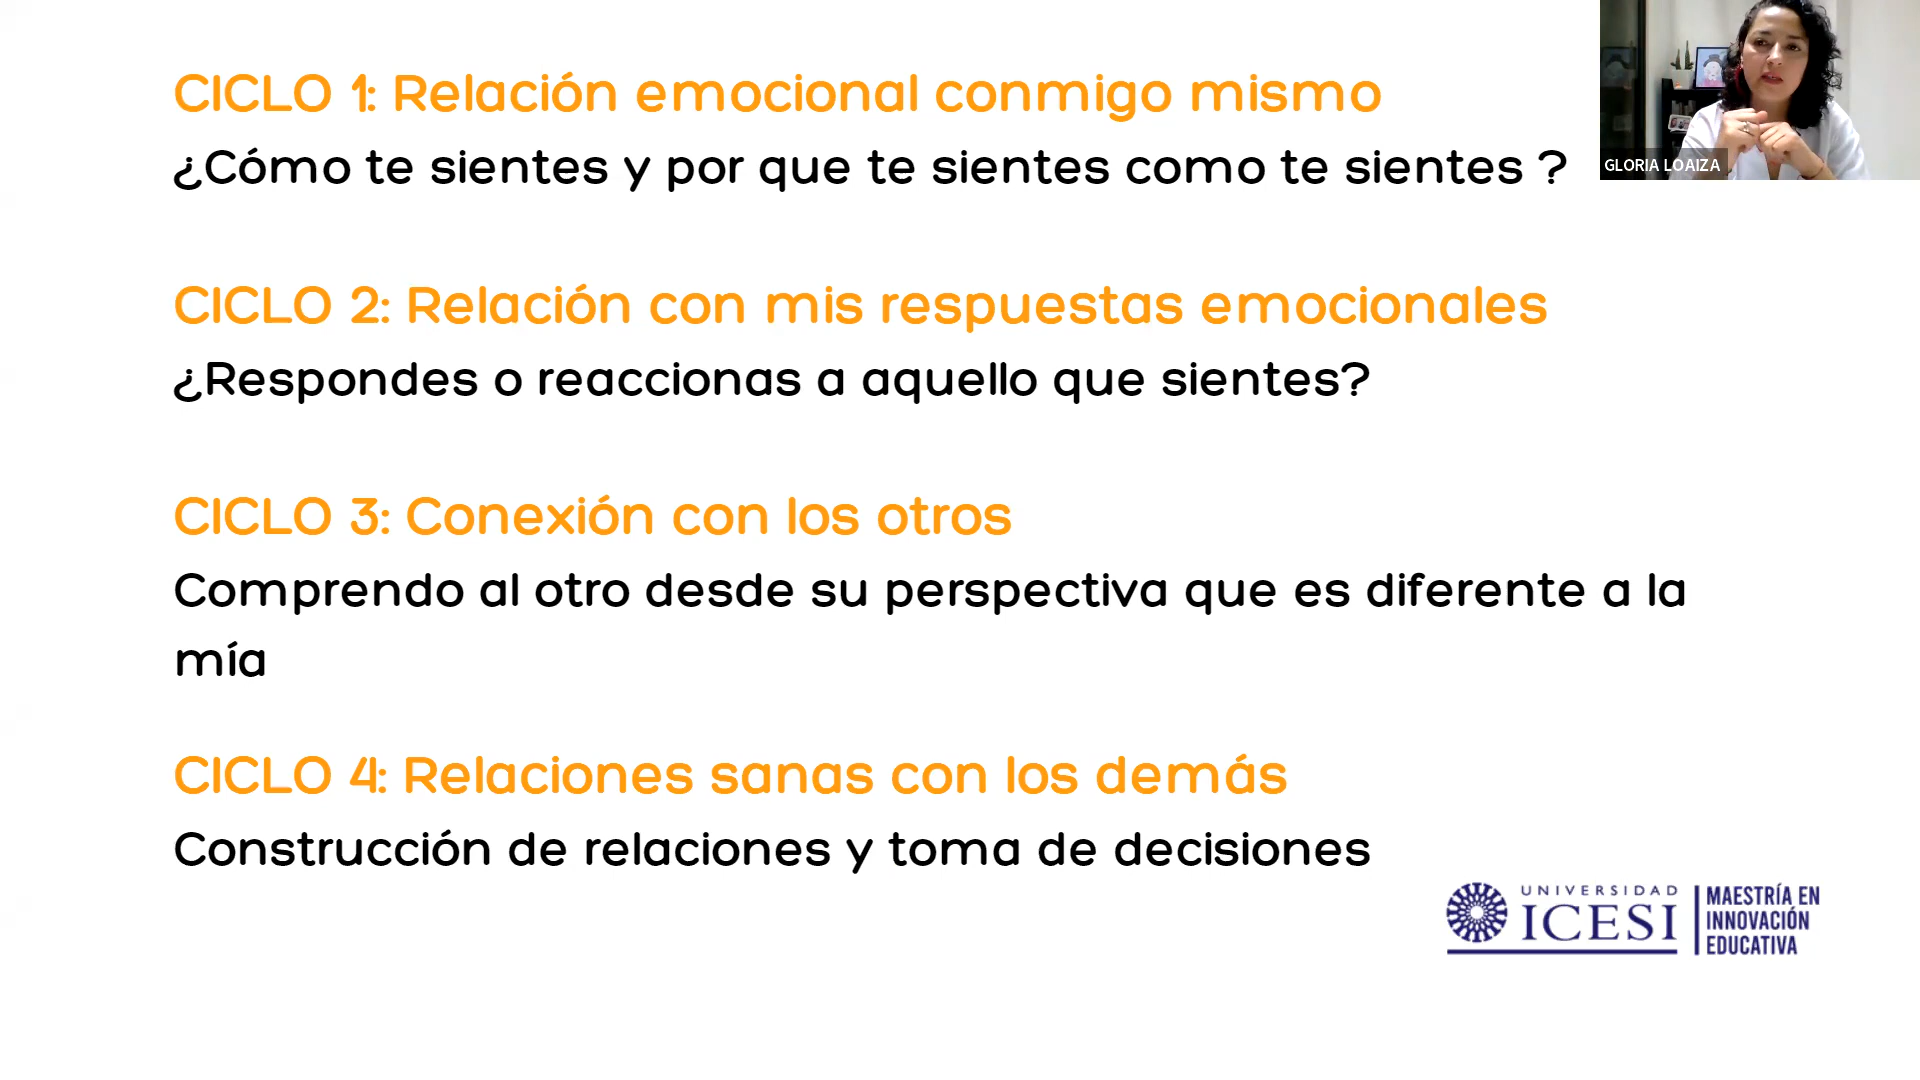 CICLO 1: Relación emocional conmigo mismo
¿Cómo te sientes y por que te sientes como te sientes ?
GLORIA LOAIZA
CICLO 2: Relación con mis respuestas emocionales
¿Respondes o reaccionas a aquello que sientes?
CICLO 3: Conexión con los otros
Comprendo al otro desde su perspectiva que es diferente a la
mía
CICLO 4: Relaciones sanas con los demás
Construcción de relaciones y toma de decisiones
UNIVERSIDAD
ICESI
MAESTRÍA EN
INNOVACIÓN
EDUCATIVA